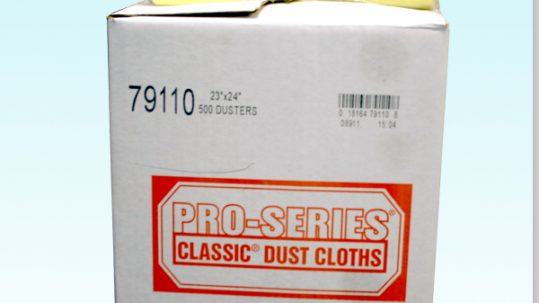 79110 23"x24"
500 DUSTERS
0 18164 79110 8
08911 15:04
PRO-SERIES®
CLASSIC® DUST CLOTHS